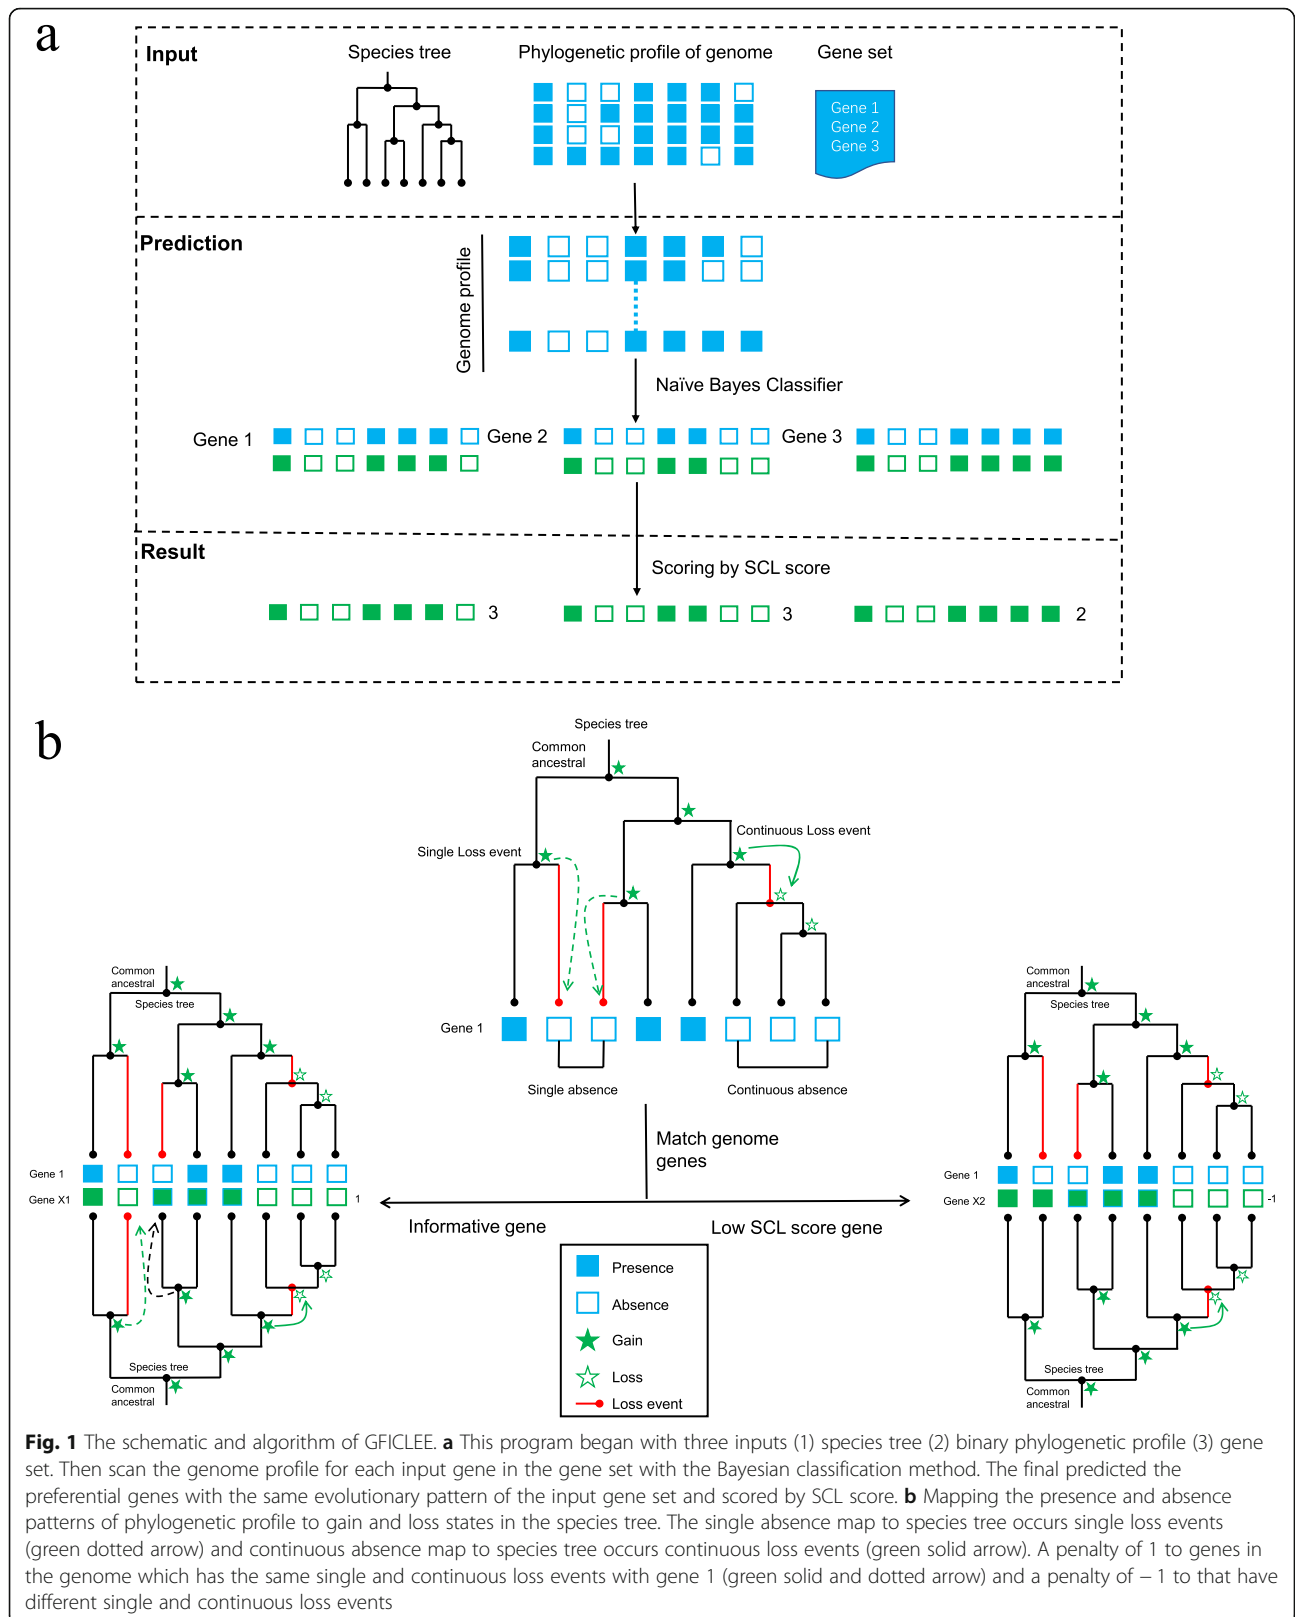 a
Input
Species tree
Phylogenetic profile of genome
Gene set
Gene 1
Gene 2
Gene 3
Prediction
Genome profile
Naïve Bayes Classifier
Gene 1
Gene 2
Gene 3
Result
Scoring by SCL score
3
3
2
b
Species tree
Common
ancestral
Single Loss event
Continuous Loss event
Gene 1
Single absence
Continuous absence
Match genome
genes
Informative gene
Low SCL score gene
Common
ancestral
Species tree
Gene 1
Gene X1
1
Species tree
Common
ancestral
Common
ancestral
Species tree
Gene 1
Gene X2
-1
Species tree
Common
ancestral
Presence
Absence
Gain
Loss
Loss event
Fig. 1 The schematic and algorithm of GFICLEE. a This program began with three inputs (1) species tree (2) binary phylogenetic profile (3) gene
set. Then scan the genome profile for each input gene in the gene set with the Bayesian classification method. The final predicted the
preferential genes with the same evolutionary pattern of the input gene set and scored by SCL score. b Mapping the presence and absence
patterns of phylogenetic profile to gain and loss states in the species tree. The single absence map to species tree occurs single loss events
(green dotted arrow) and continuous absence map to species tree occurs continuous loss events (green solid arrow). A penalty of 1 to genes in
the genome which has the same single and continuous loss events with gene 1 (green solid and dotted arrow) and a penalty of − 1 to that have
different single and continuous loss events